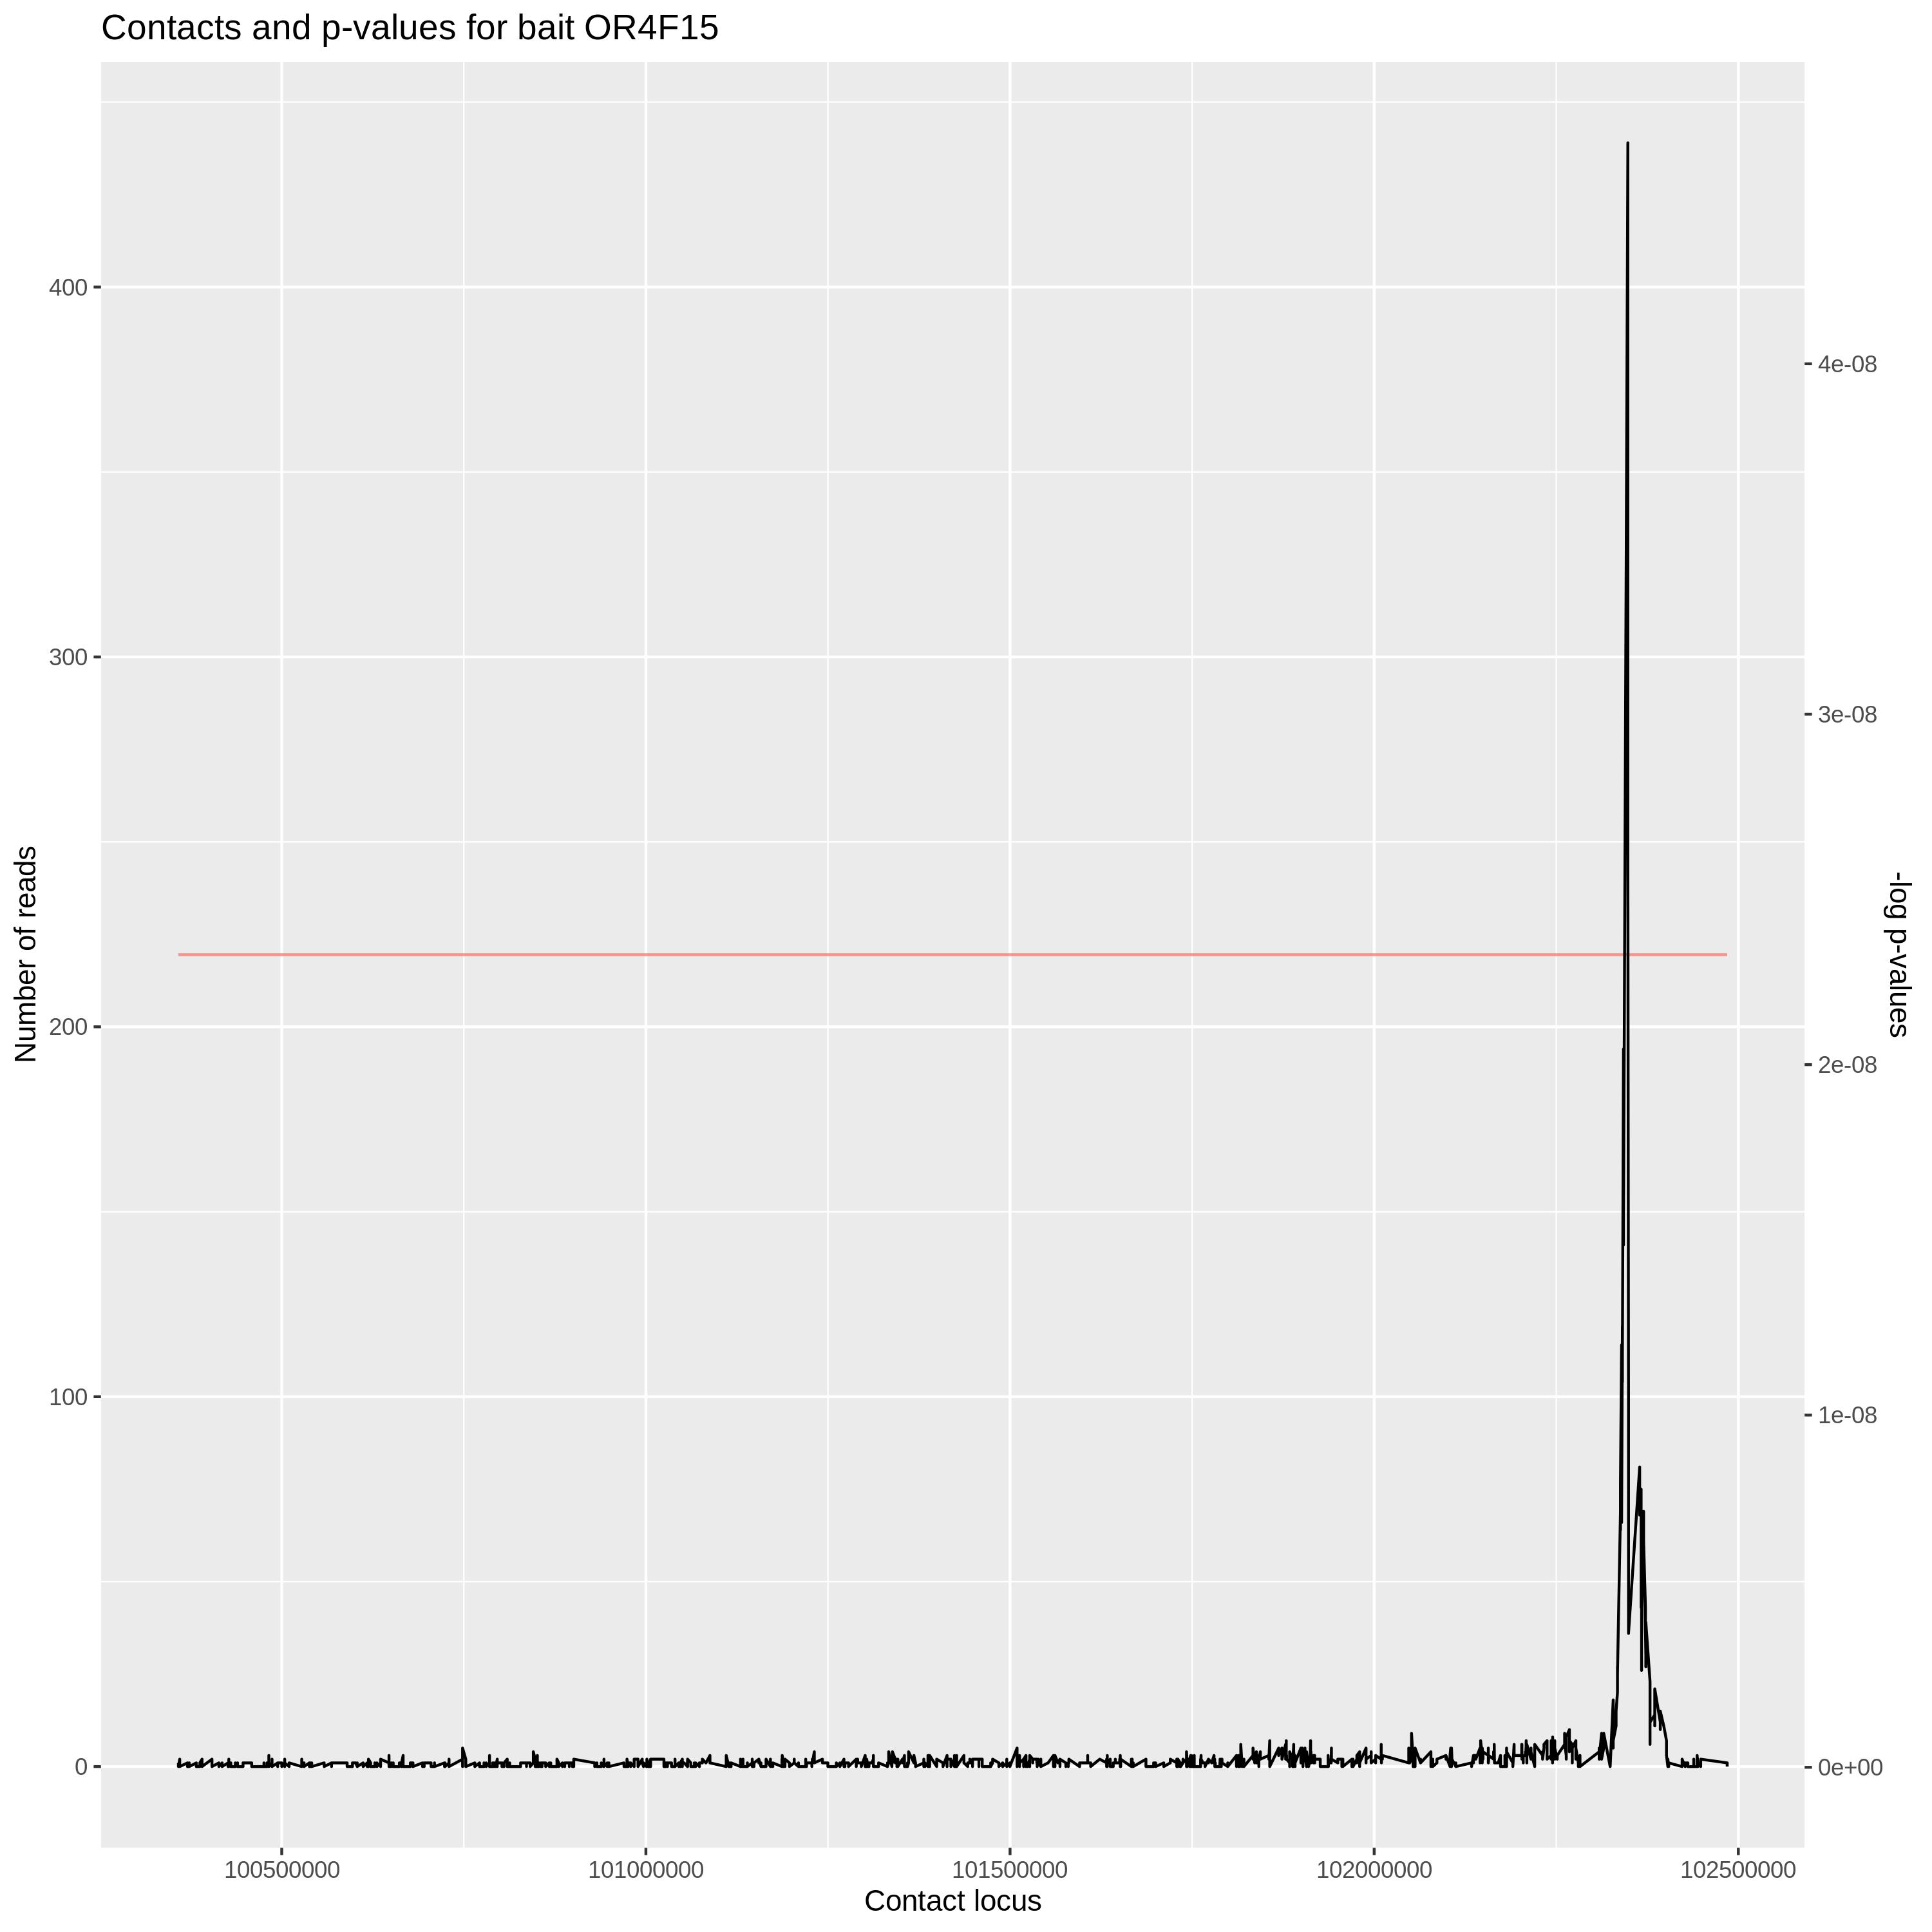 Contacts and p-values for bait OR4F15
400
300
200
100
0
Number of reads
4e-08
3e-08
2e-08
1e-08
0e+00
-log p-values
100500000
101000000
101500000
102000000
102500000
Contact locus